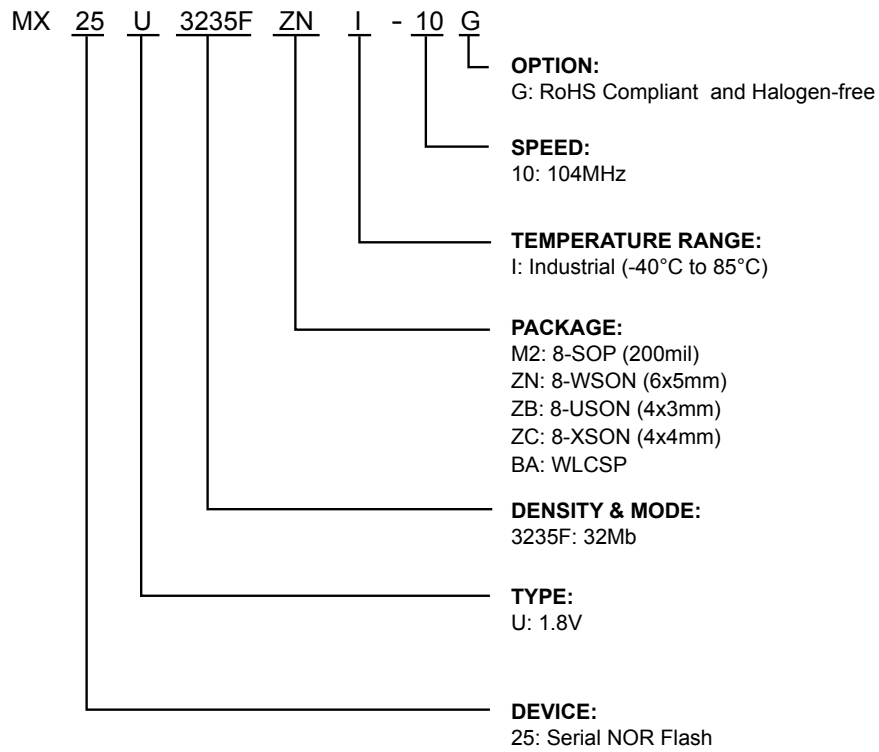 MX 25 U 3235F ZN I - 10 G
OPTION:
G: RoHS Compliant and Halogen-free
SPEED:
10: 104MHz
TEMPERATURE RANGE:
I: Industrial (-40°C to 85°C)
PACKAGE:
M2: 8-SOP (200mil)
ZN: 8-WSON (6x5mm)
ZB: 8-USON (4x3mm)
ZC: 8-XSON (4x4mm)
BA: WLCSP
DENSITY & MODE:
3235F: 32Mb
TYPE:
U: 1.8V
DEVICE:
25: Serial NOR Flash